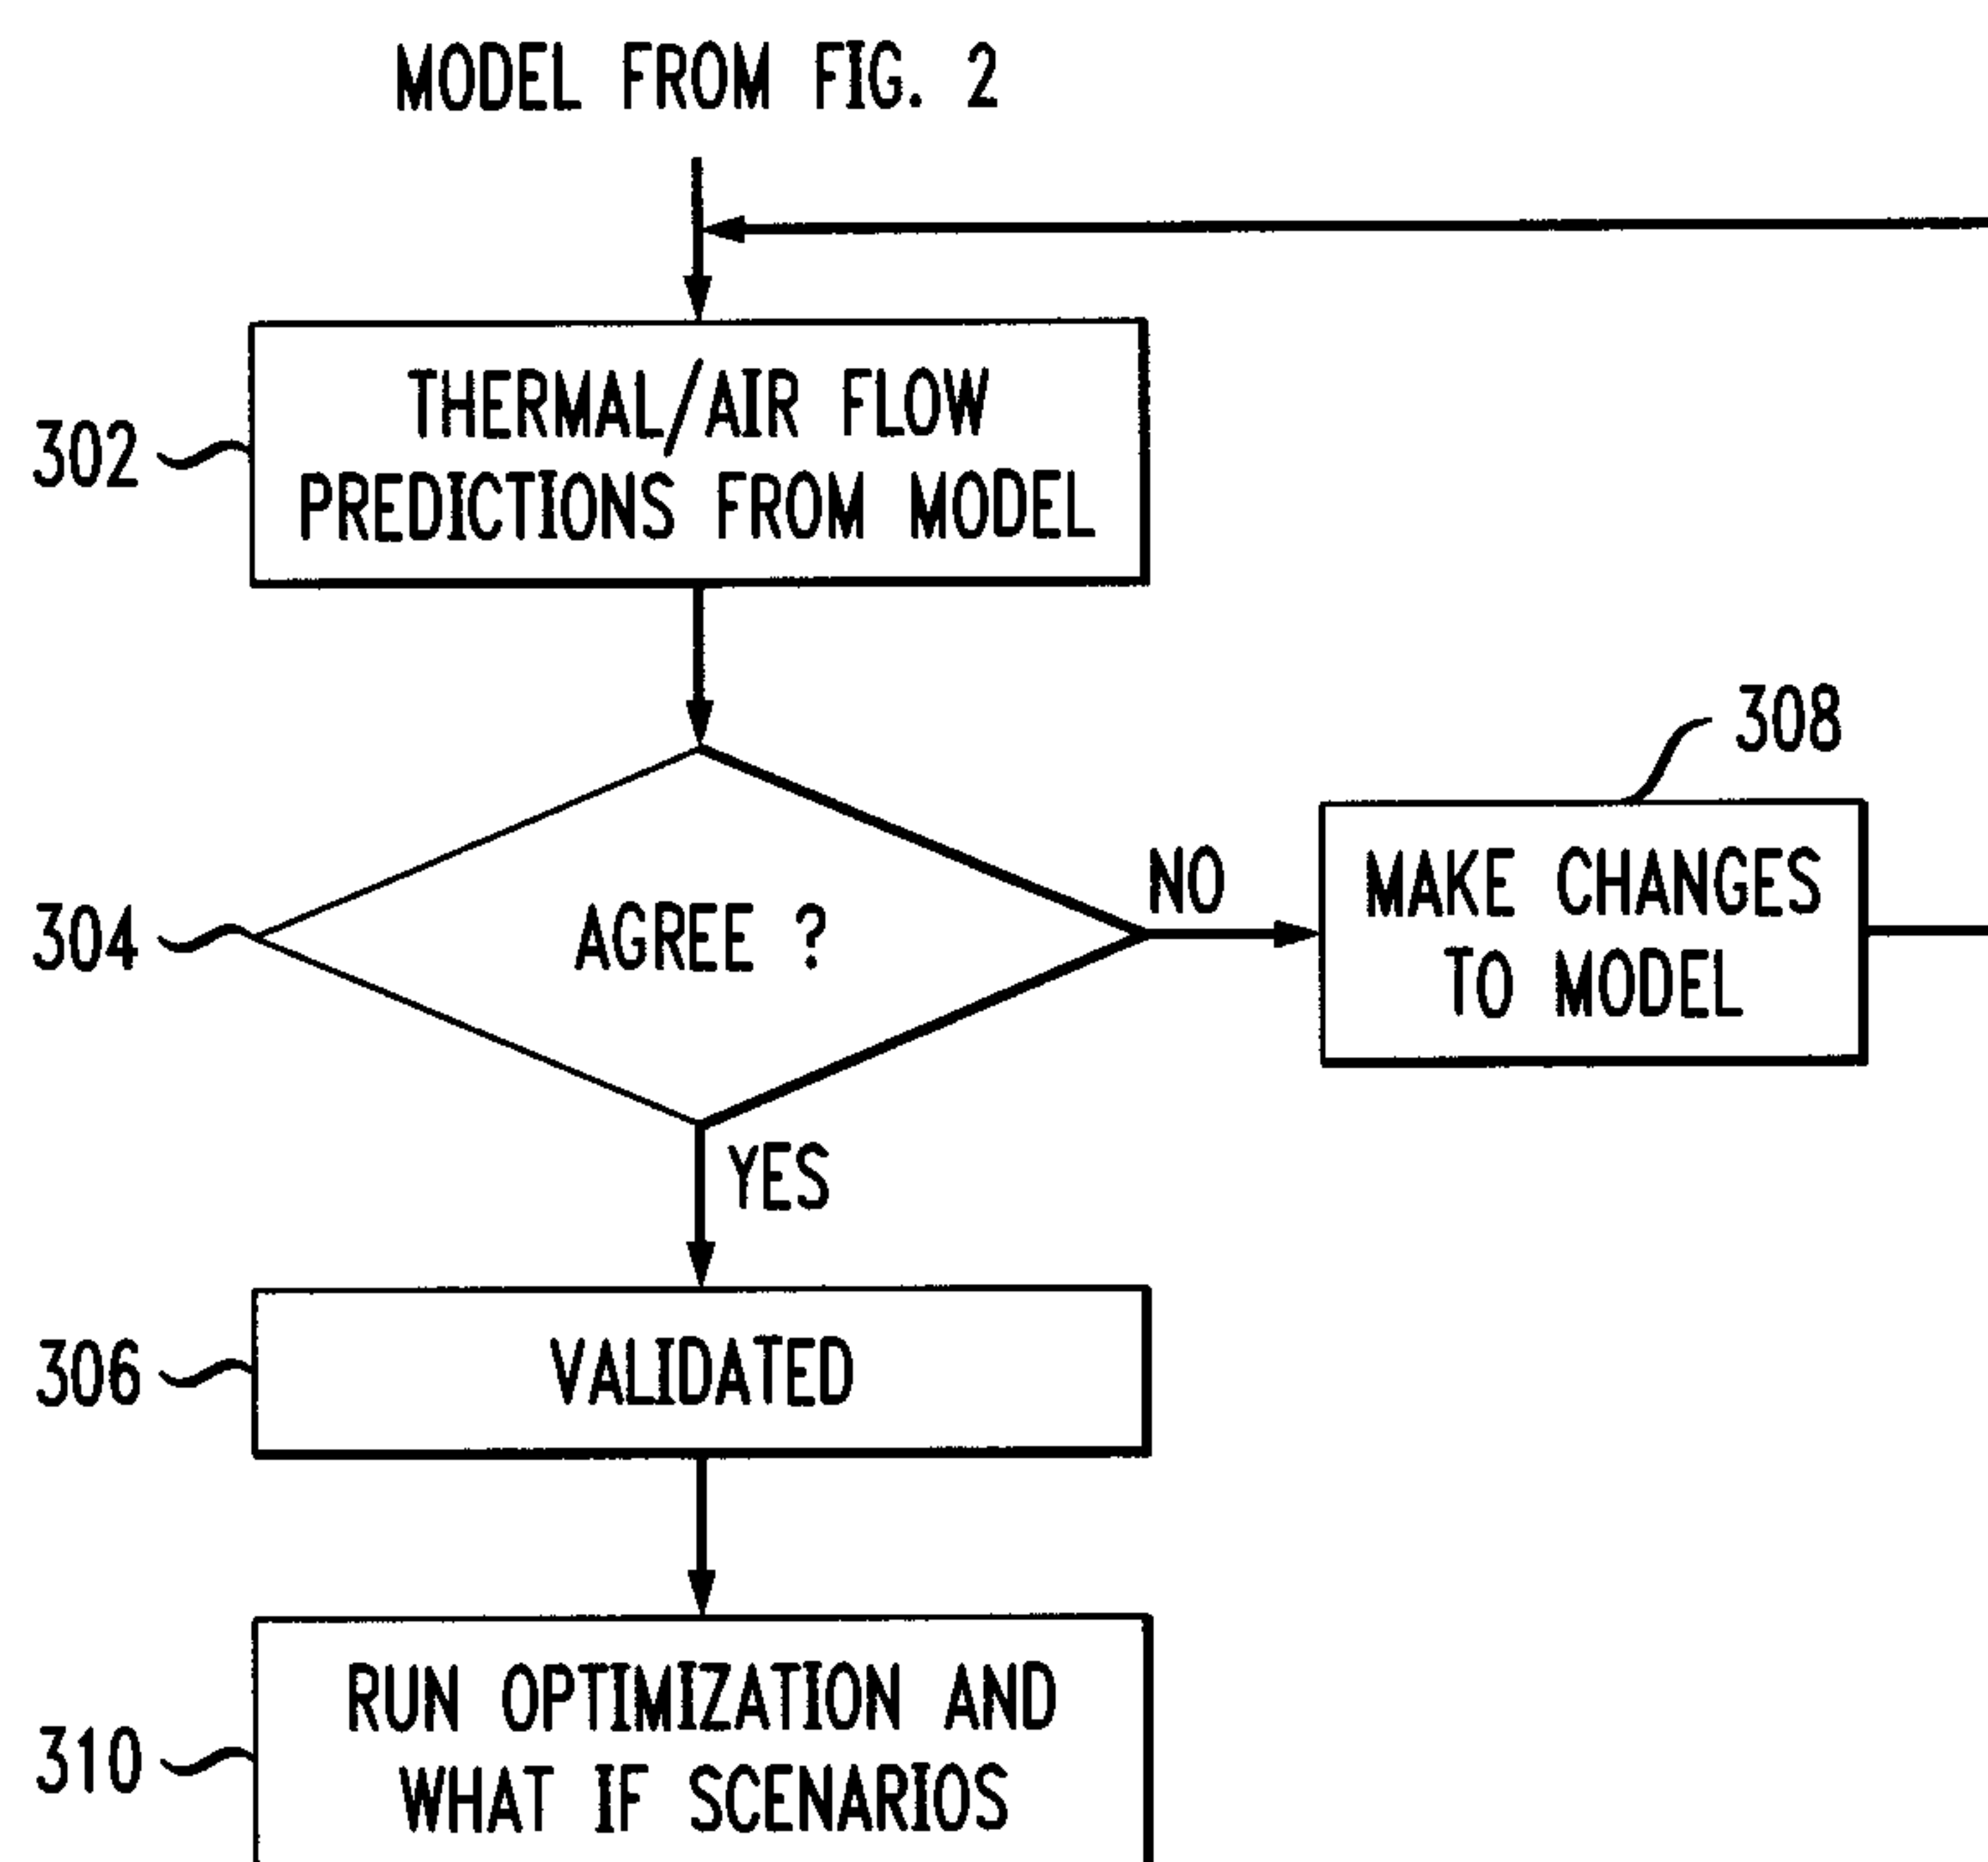 MODEL FROM FIG. 2
302
THERMAL/AIR FLOW
PREDICTIONS FROM MODEL
304
AGREE ?
NO
308
MAKE CHANGES
TO MODEL
YES
306
VALIDATED
310
RUN OPTIMIZATION AND
WHAT IF SCENARIOS